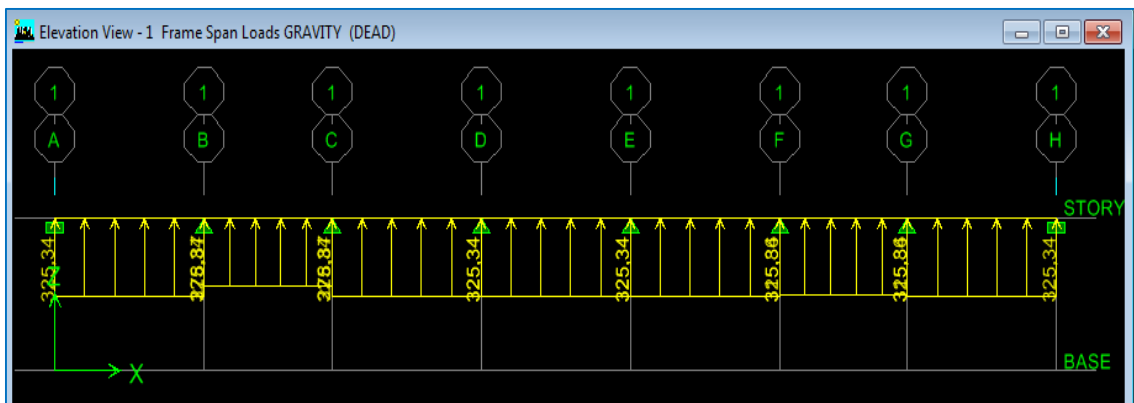 Elevation View - 1 Frame Span Loads GRAVITY (DEAD)
1 1 1 1 1 1 1 1
A B C D E F G H
STORY
325,34 325,34 325,34 325,34
Z
X
BASE